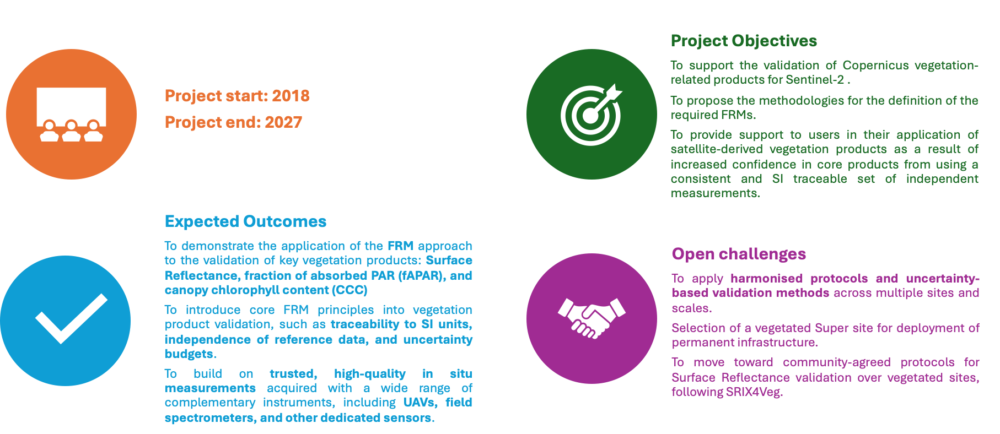 Project start: 2018
Project end: 2027
Expected Outcomes
To demonstrate the application of the FRM approach
to the validation of key vegetation products: Surface
Reflectance, fraction of absorbed PAR (fAPAR), and
canopy chlorophyll content (CCC)
To introduce core FRM principles into vegetation
product validation, such as traceability to SI units,
independence of reference data, and uncertainty
budgets.
To build on trusted, high-quality in situ
measurements acquired with a wide range of
complementary instruments, including UAVs, field
spectrometers, and other dedicated sensors.
Project Objectives
To support the validation of Copernicus vegetation-
related products for Sentinel-2 .
To propose the methodologies for the definition of the
required FRMs.
To provide support to users in their application of
satellite-derived vegetation products as a result of
increased confidence in core products from using a
consistent and SI traceable set of independent
measurements.
Open challenges
To apply harmonised protocols and uncertainty-
based validation methods across multiple sites and
scales.
Selection of a vegetated Super site for deployment of
permanent infrastructure.
To move toward community-agreed protocols for
Surface Reflectance validation over vegetated sites,
following SRIX4Veg.